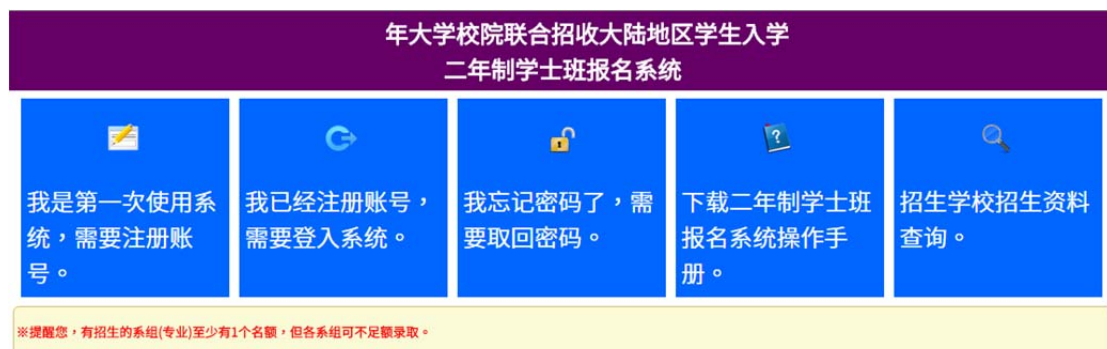 年大学校院联合招收大陆地区学生入学
二年制学士班报名系统
我是第一次使用系
统，需要注册账
号。
我已经注册账号，
需要登入系统。
我忘记密码了，需
要取回密码。
下载二年制学士班
报名系统操作手
册。
招生学校招生资料
查询。
※提醒您，有招生的系组(专业)至少有1个名额，但各系组可不足额录取。